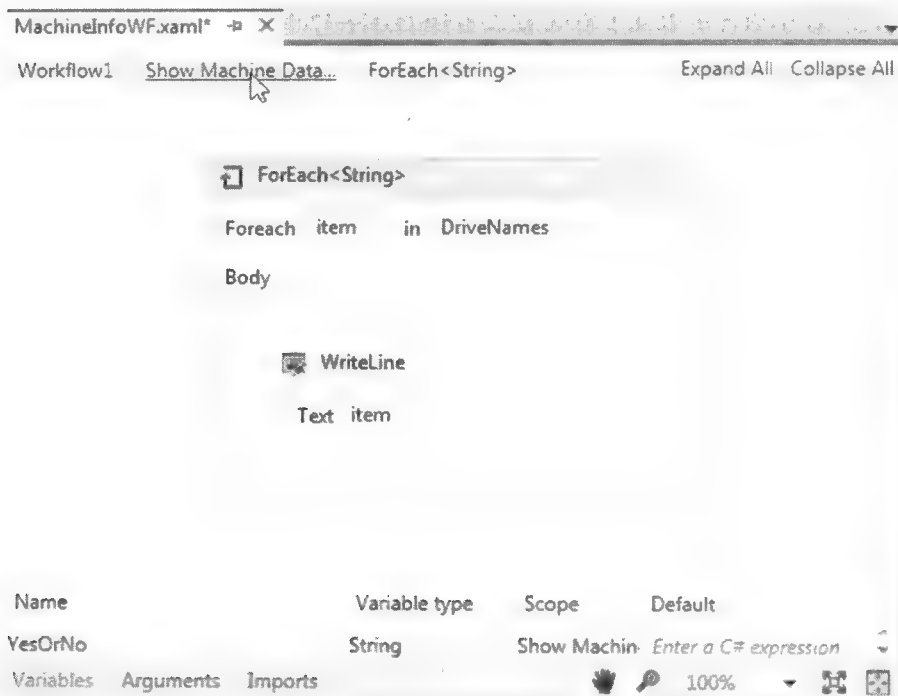 MachineInfoWF.xaml*
Workflow1 Show Machine Data... ForEach<String> Expand All Collapse All
ForEach<String>
Foreach item in DriveNames
Body
WriteLine
Text item
Name Variable type Scope Default
YesOrNo String Show Machin Enter a C# expression
Variables Arguments Imports 100%